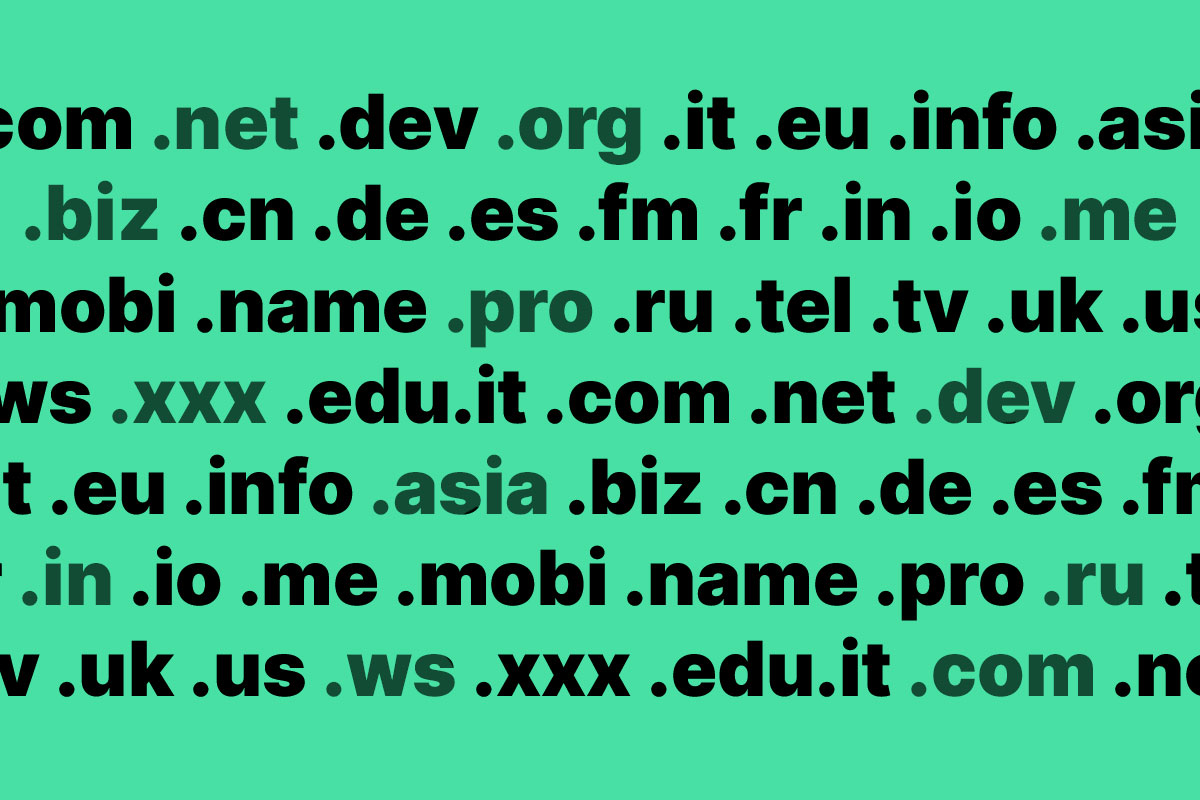 com .net .dev .org .it .eu .info .asi
.biz .cn .de .es .fm .fr .in .io .me
mobi .name .pro .ru .tel .tv .uk .us
ws .xxx .edu.it .com .net .dev .org
t .eu .info .asia .biz .cn .de .es .fm
.in .io .me .mobi .name .pro .ru .t
v .uk .us .ws .xxx .edu.it .com .ne